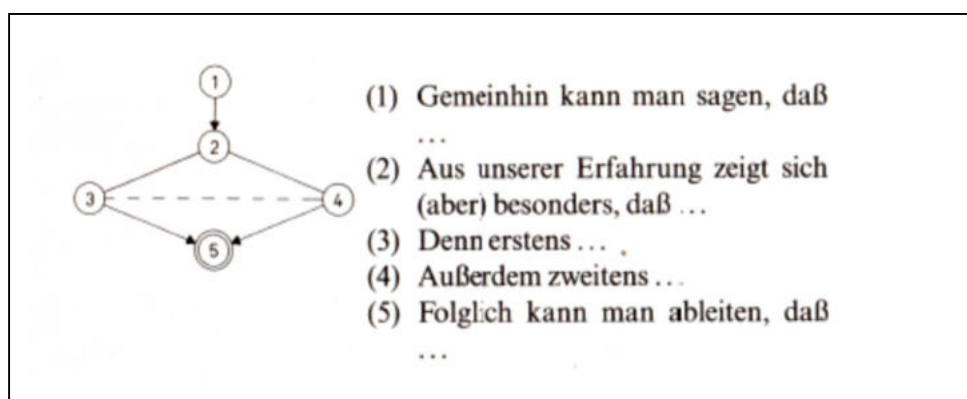 1
2
3
4
5
(1) Gemeinhin kann man sagen, daß
...
(2) Aus unserer Erfahrung zeigt sich
(aber) besonders, daß ...
(3) Denn erstens ...
(4) Außerdem zweitens ...
(5) Folglich kann man ableiten, daß
...